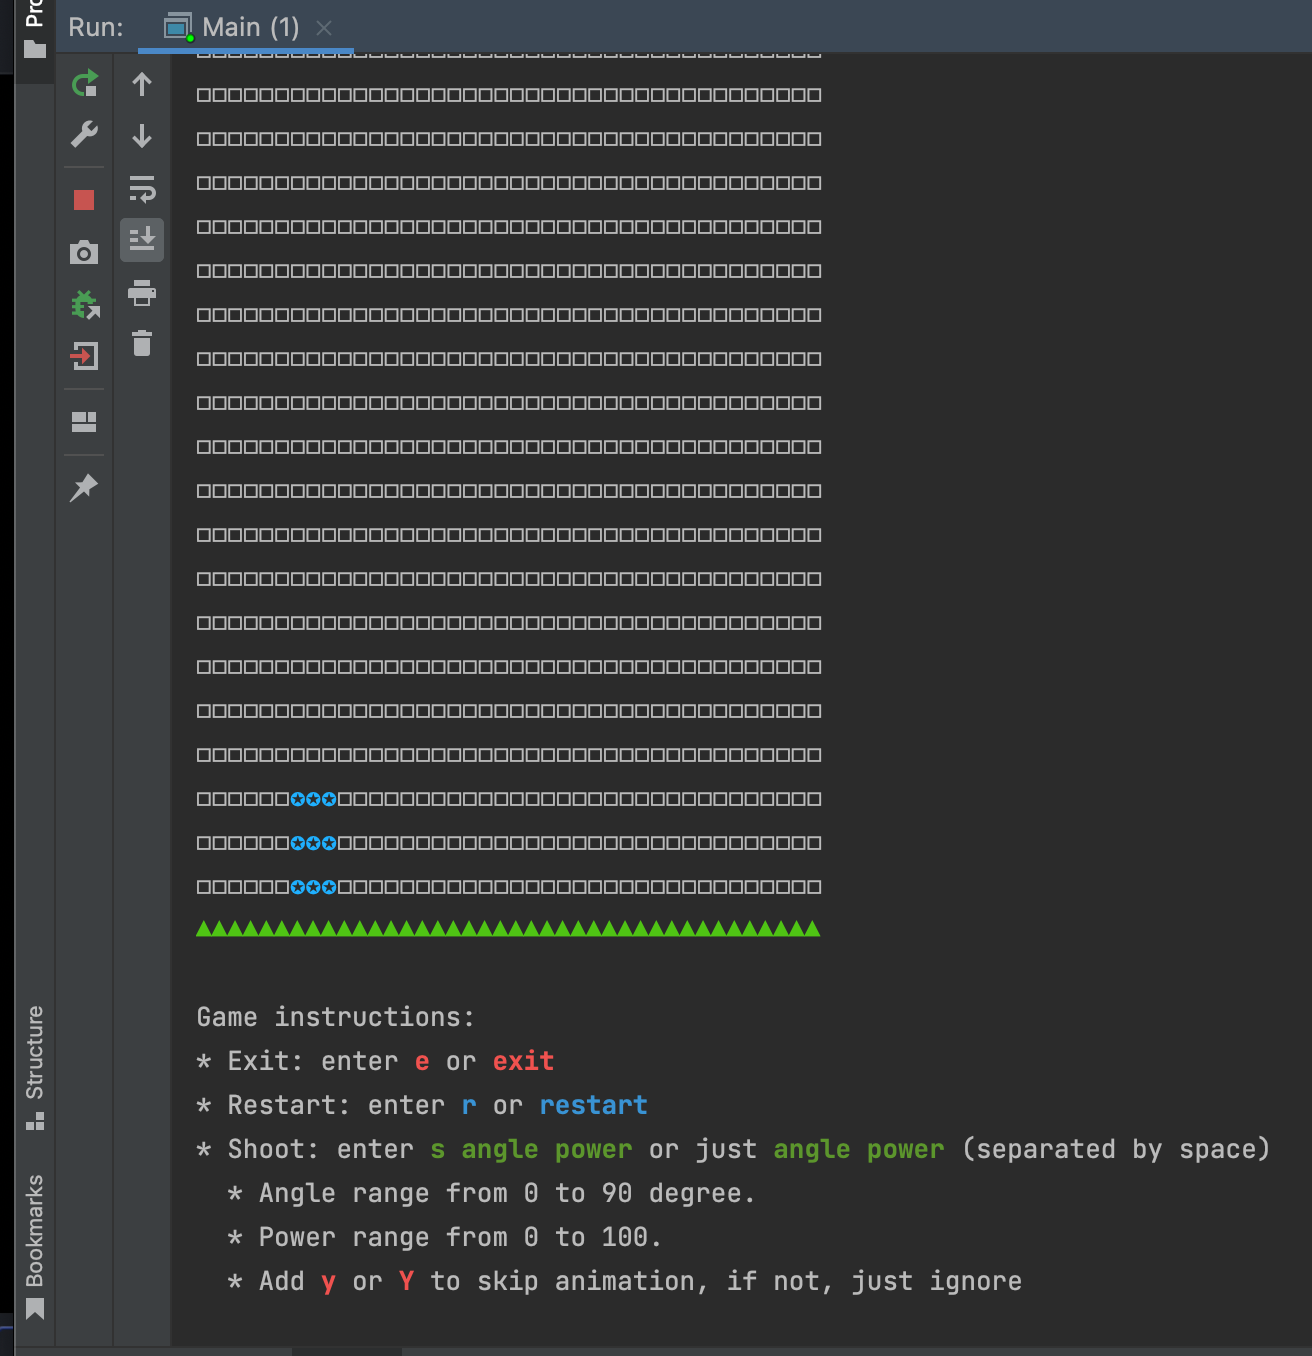 Pro
Run:
Main (1)
Game instructions:
* Exit: enter e or exit
* Restart: enter r or restart
* Shoot: enter s angle power or just angle power (separated by space)
* Angle range from 0 to 90 degree.
* Power range from 0 to 100.
* Add y or Y to skip animation, if not, just ignore
Structure
Bookmarks